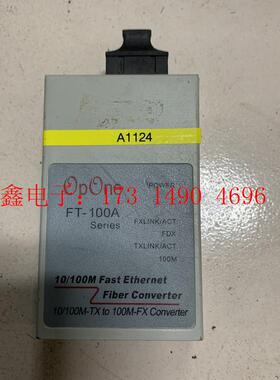 A1124
OpOne
POWER
FT-100A
Series
FXLINK/ACT
FDX
TXLINK/ACT
100M
鑫电子：173 1490 4696
10/100M Fast Ethernet
Fiber Converter
10/100M-TX to 100M-FX Converter